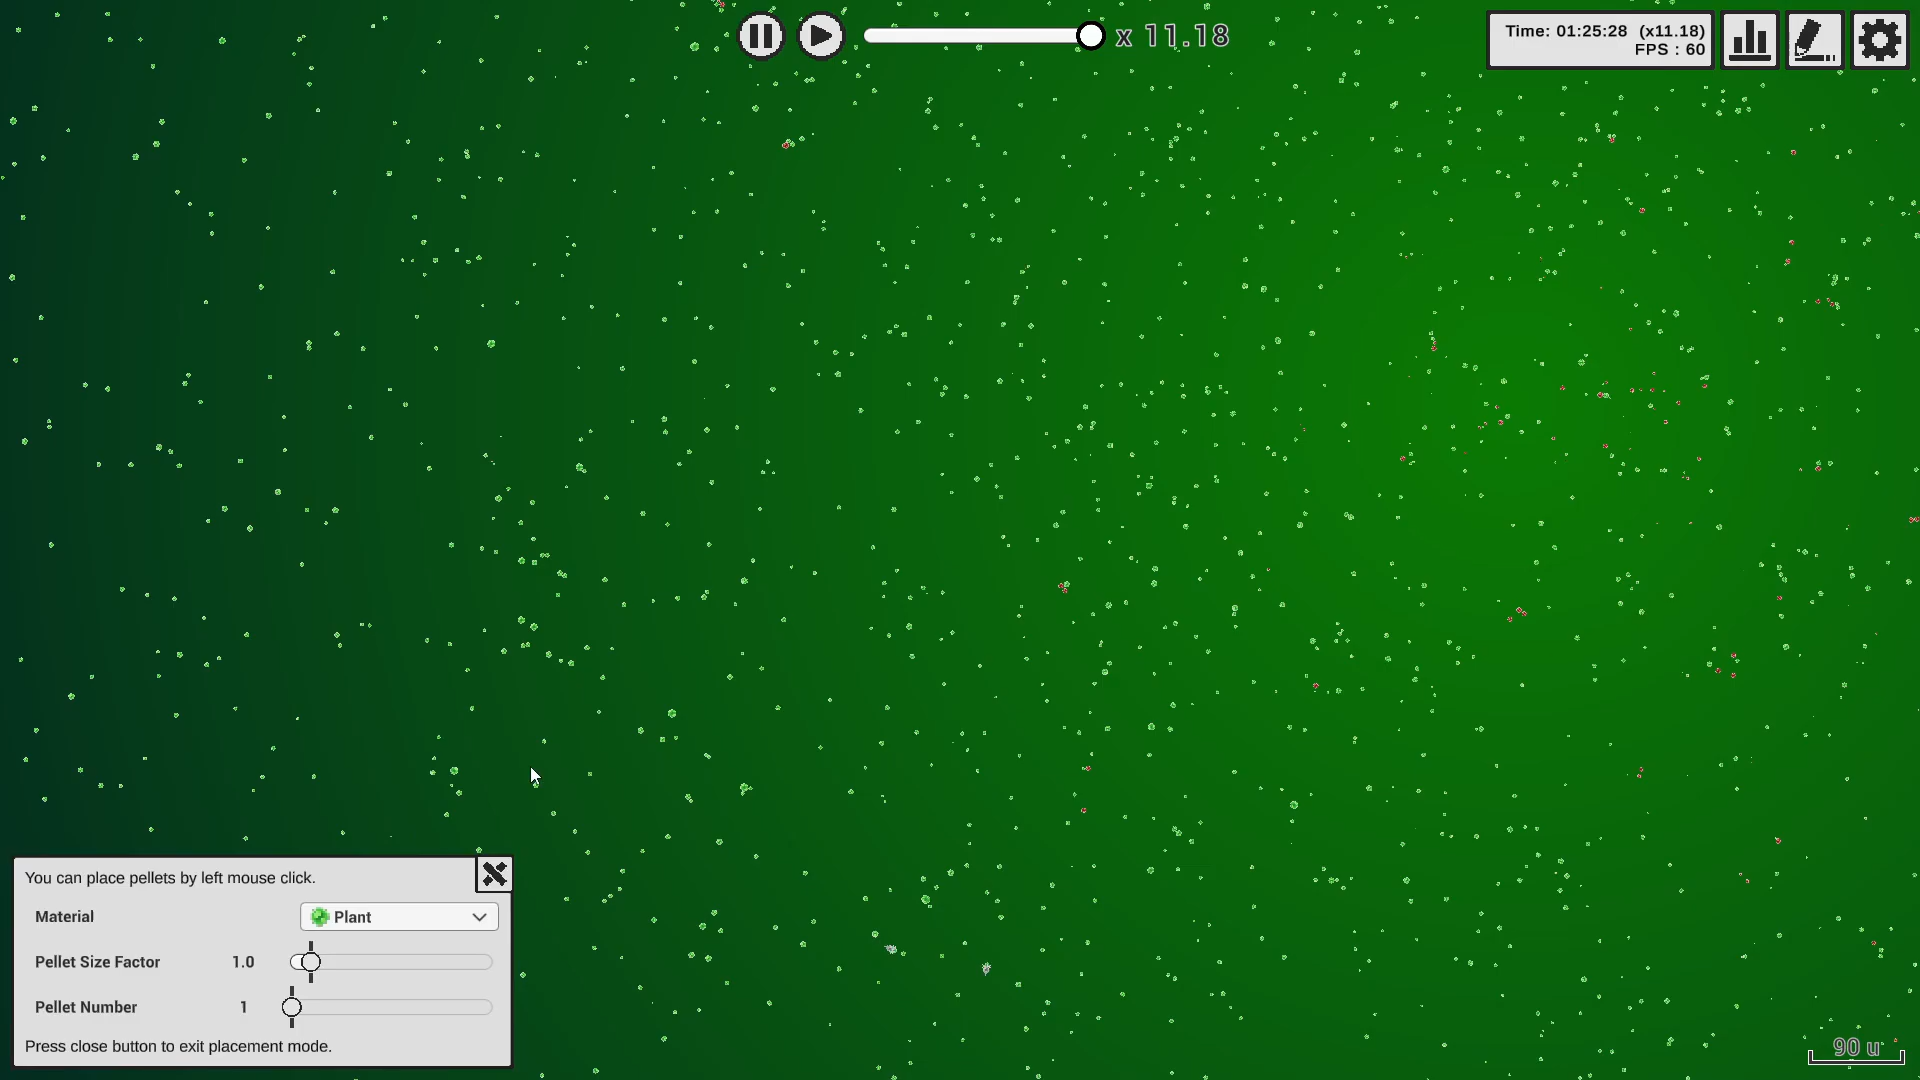 x 11.18
Time: 01:25:28 (x11.18)
FPS : 60
You can place pellets by left mouse click.
Material Plant
Pellet Size Factor 1.0
Pellet Number 1
Press close button to exit placement mode.
90 u